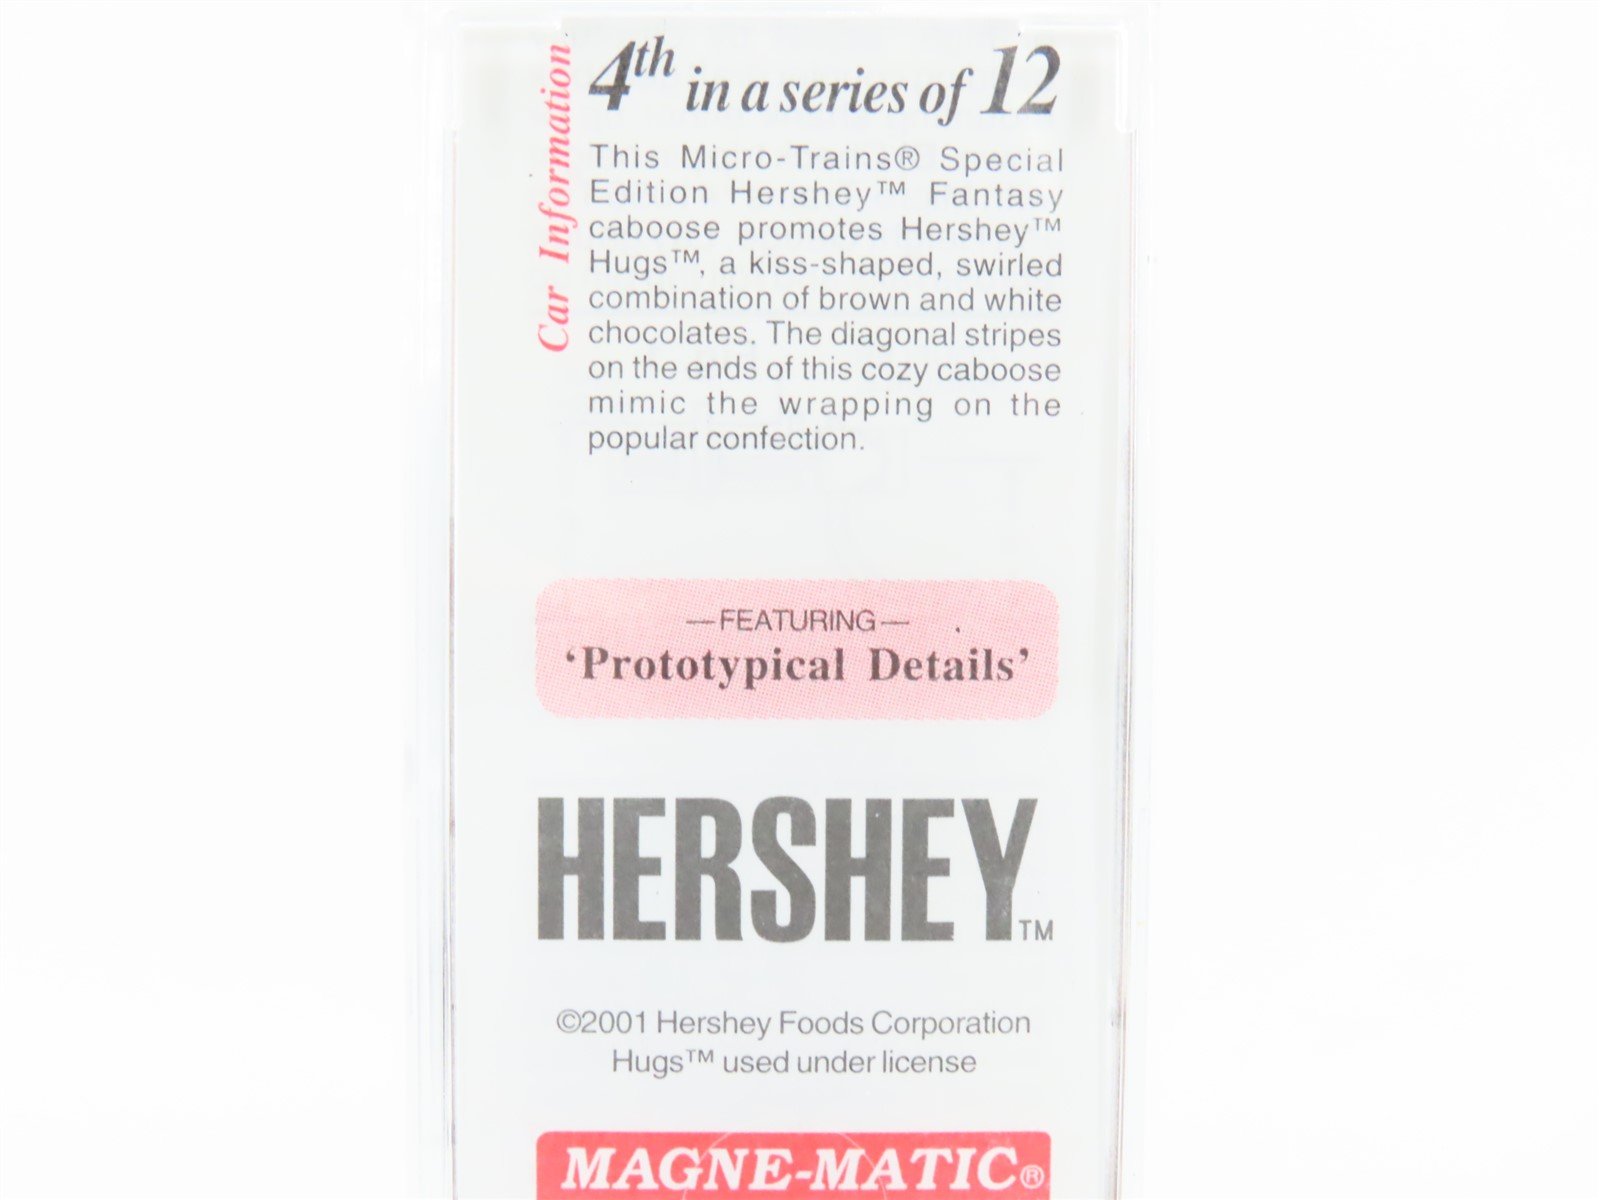 Car Information
4th in a series of 12
This Micro-Trains® Special
Edition Hershey™ Fantasy
caboose promotes Hershey™
Hugs™, a kiss-shaped, swirled
combination of brown and white
chocolates. The diagonal stripes
on the ends of this cozy caboose
mimic the wrapping on the
popular confection.
—FEATURING—
‘Prototypical Details’
HERSHEY™
©2001 Hershey Foods Corporation
Hugs™ used under license
MAGNE-MATIC®